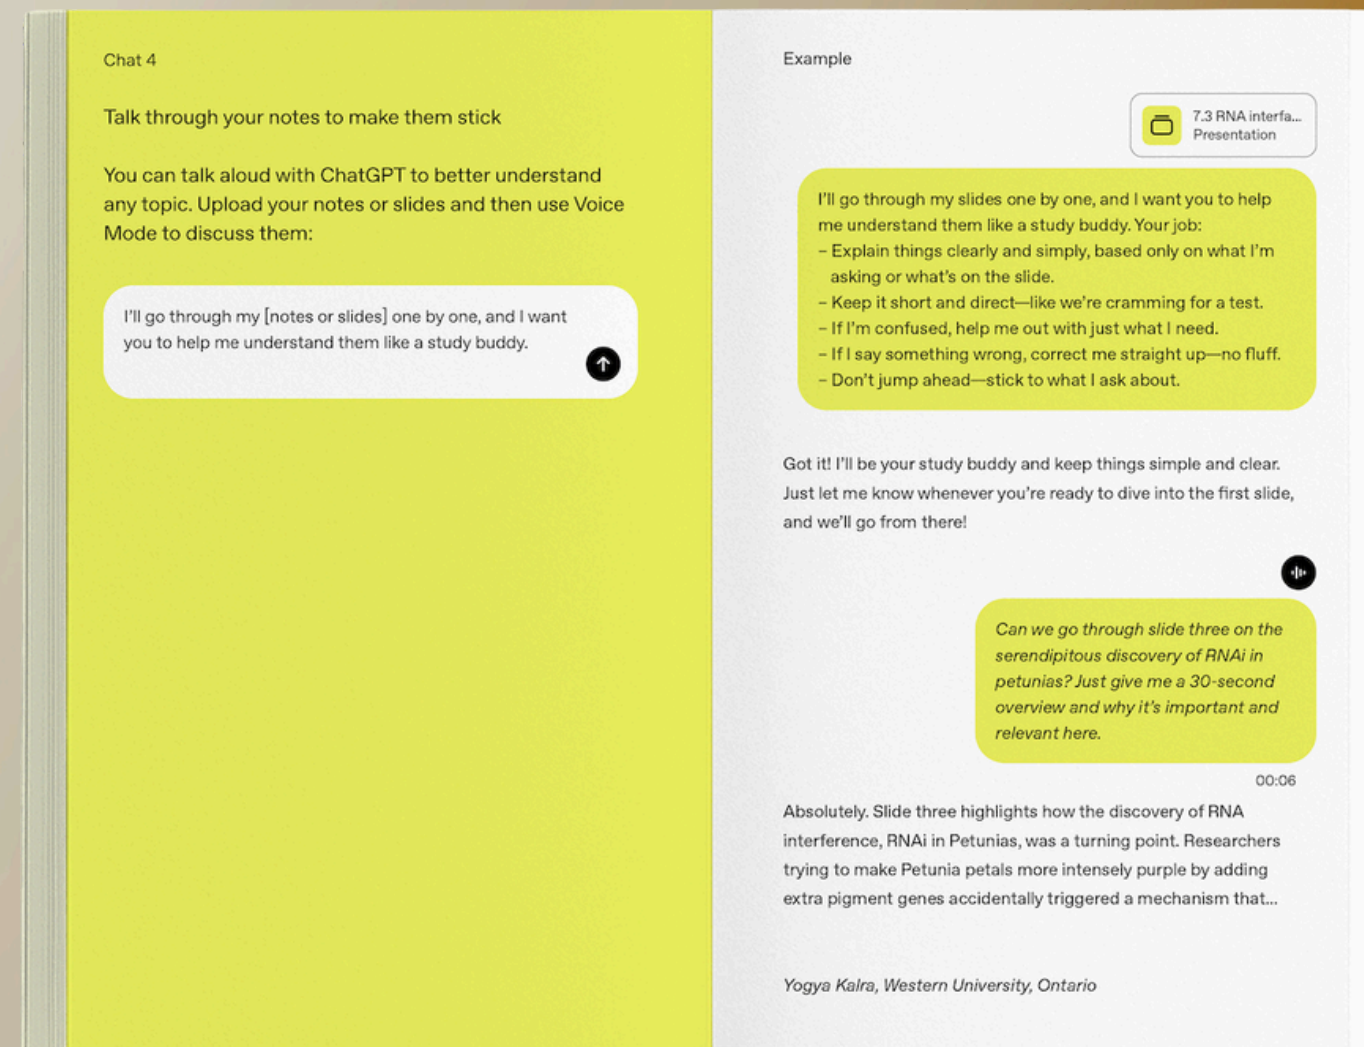 Chat 4
Talk through your notes to make them stick
You can talk aloud with ChatGPT to better understand
any topic. Upload your notes or slides and then use Voice
Mode to discuss them:
I'll go through my [notes or slides] one by one, and I want
you to help me understand them like a study buddy.
Example
7.3 RNA interfa...
Presentation
I'll go through my slides one by one, and I want you to help
me understand them like a study buddy. Your job:
– Explain things clearly and simply, based only on what I'm
asking or what's on the slide.
– Keep it short and direct—like we're cramming for a test.
– If I'm confused, help me out with just what I need.
– If I say something wrong, correct me straight up—no fluff.
– Don't jump ahead—stick to what I ask about.
Got it! I'll be your study buddy and keep things simple and clear.
Just let me know whenever you're ready to dive into the first slide,
and we'll go from there!
Can we go through slide three on the
serendipitous discovery of RNAi in
petunias? Just give me a 30-second
overview and why it's important and
relevant here.
00:06
Absolutely. Slide three highlights how the discovery of RNA
interference, RNAi in Petunias, was a turning point. Researchers
trying to make Petunia petals more intensely purple by adding
extra pigment genes accidentally triggered a mechanism that...
Yogya Kalra, Western University, Ontario